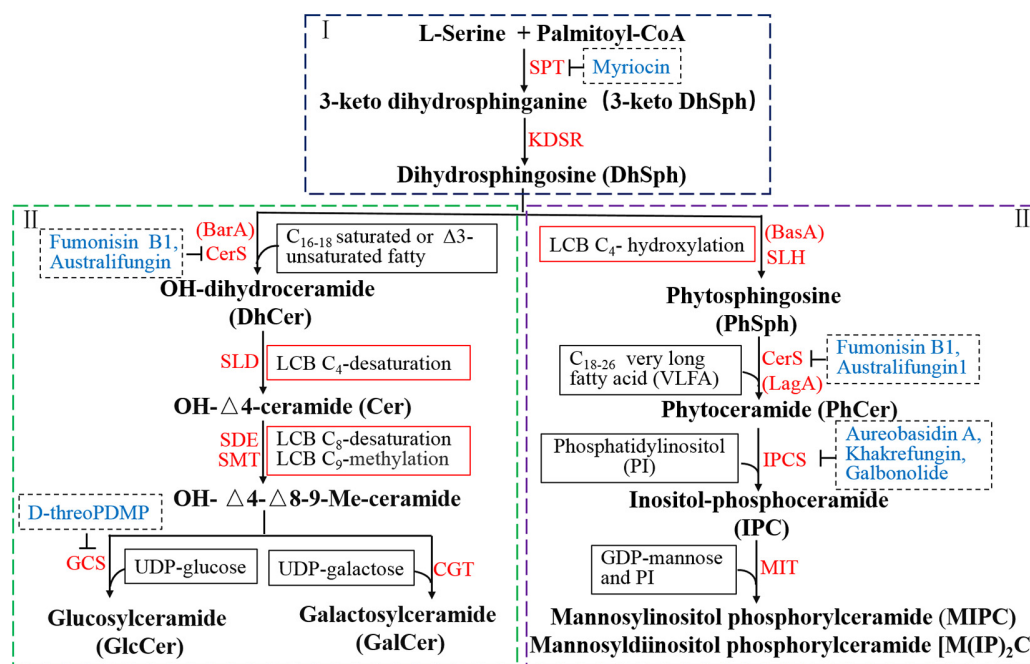 I
L-Serine + Palmitoyl-CoA
SPT
Myriocin
3-keto dihydrosphinganine (3-keto DhSph)
KDSR
Dihydrosphingosine (DhSph)
II
Fumonisin B1,
Australifungin
(BarA)
CerS
C16-18 saturated or Δ3-
unsaturated fatty
OH-dihydroceramide
(DhCer)
SLD
LCB C4-desaturation
OH-△4-ceramide (Cer)
SDE
SMT
LCB C8-desaturation
LCB C9-methylation
OH- △4-△8-9-Me-ceramide
D-threoPDMP
GCS
UDP-glucose
UDP-galactose
CGT
Glucosylceramide
(GlcCer)
Galactosylceramide
(GalCer)
II
LCB C4- hydroxylation
(BasA)
SLH
Phytosphingosine
(PhSph)
C18-26 very long
fatty acid (VLFA)
CerS
(LagA)
Fumonisin B1,
Australifungin1
Phytoceramide (PhCer)
Phosphatidylinositol
(PI)
IPCS
Aureobasidin A,
Khakrefungin,
Galbonolide
Inositol-phosphoceramide
(IPC)
GDP-mannose
and PI
MIT
Mannosylinositol phosphorylceramide (MIPC)
Mannosyldiinositol phosphorylceramide [M(IP)2C